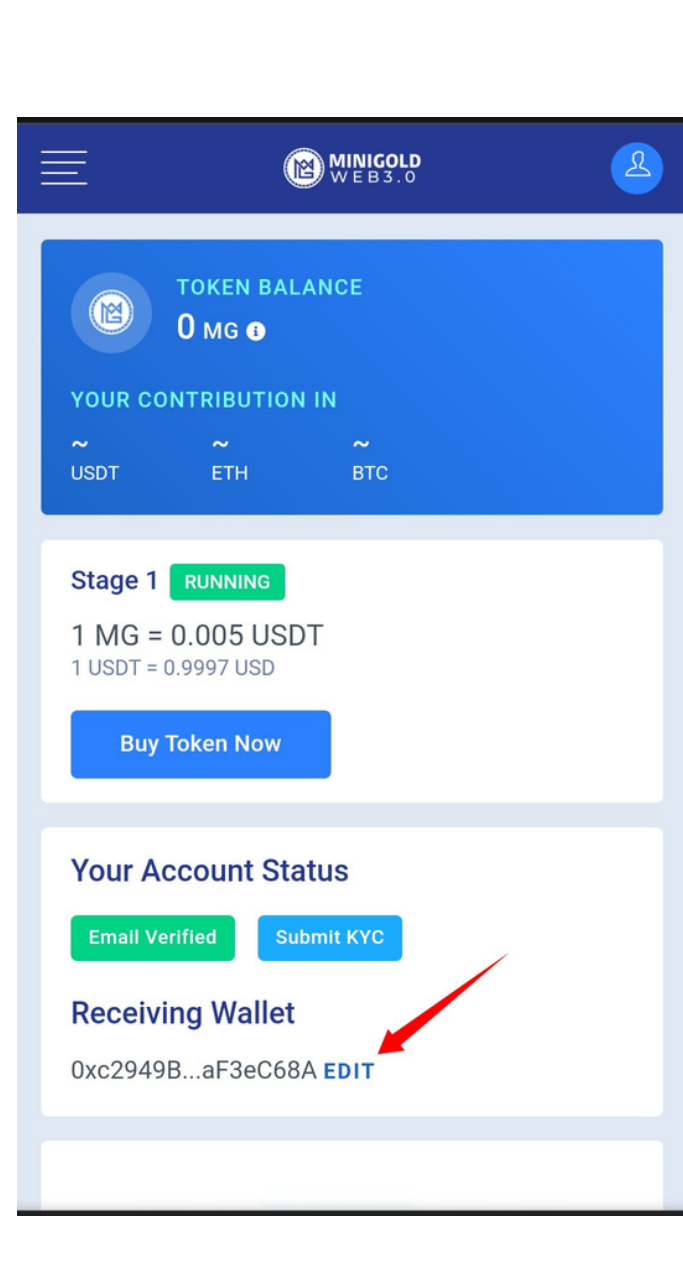 MINIGOLD
WEB3.0
TOKEN BALANCE
0 MG
YOUR CONTRIBUTION IN
~ ~ ~
USDT ETH BTC
Stage 1 RUNNING
1 MG = 0.005 USDT
1 USDT = 0.9997 USD
Buy Token Now
Your Account Status
Email Verified Submit KYC
Receiving Wallet
0xc2949B...aF3eC68A EDIT